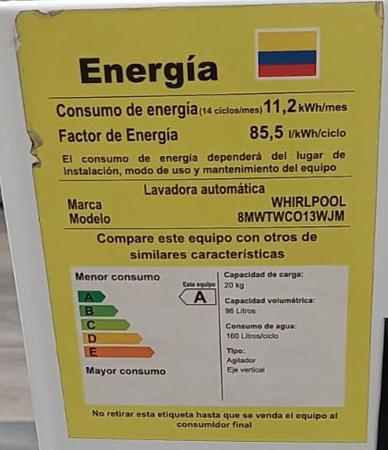 Energía
Consumo de energía (14 ciclos/mes) 11,2 kWh/mes
Factor de Energía 85,5 l/kWh/ciclo
El consumo de energía dependerá del lugar de
instalación, modo de uso y mantenimiento del equipo
Lavadora automática
Marca WHIRLPOOL
Modelo 8MWTWCO13WJM
Compare este equipo con otros de
similares características
Menor consumo
Este equipo
A
A
B
C
D
E
Mayor consumo
Capacidad de carga:
20 kg
Capacidad volumétrica:
96 Litros
Consumo de agua:
160 Litros/ciclo
Tipo:
Agitador
Eje vertical
No retirar esta etiqueta hasta que se venda el equipo al
consumidor final